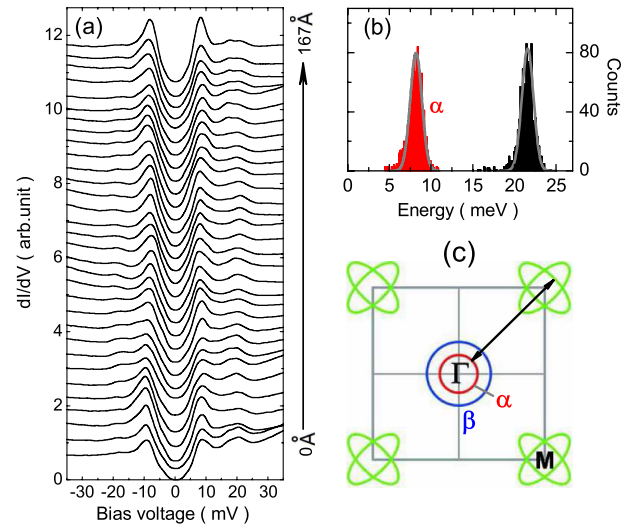 (a)
12
10
8
6
4
2
0
dI/dV ( arb.unit )
-30 -20 -10 0 10 20 30
Bias voltage ( mV )
167Å
0Å
(b)
α
80
40
0
Counts
0 5 10 15 20 25
Energy ( meV )
(c)
Γ
α
β
M